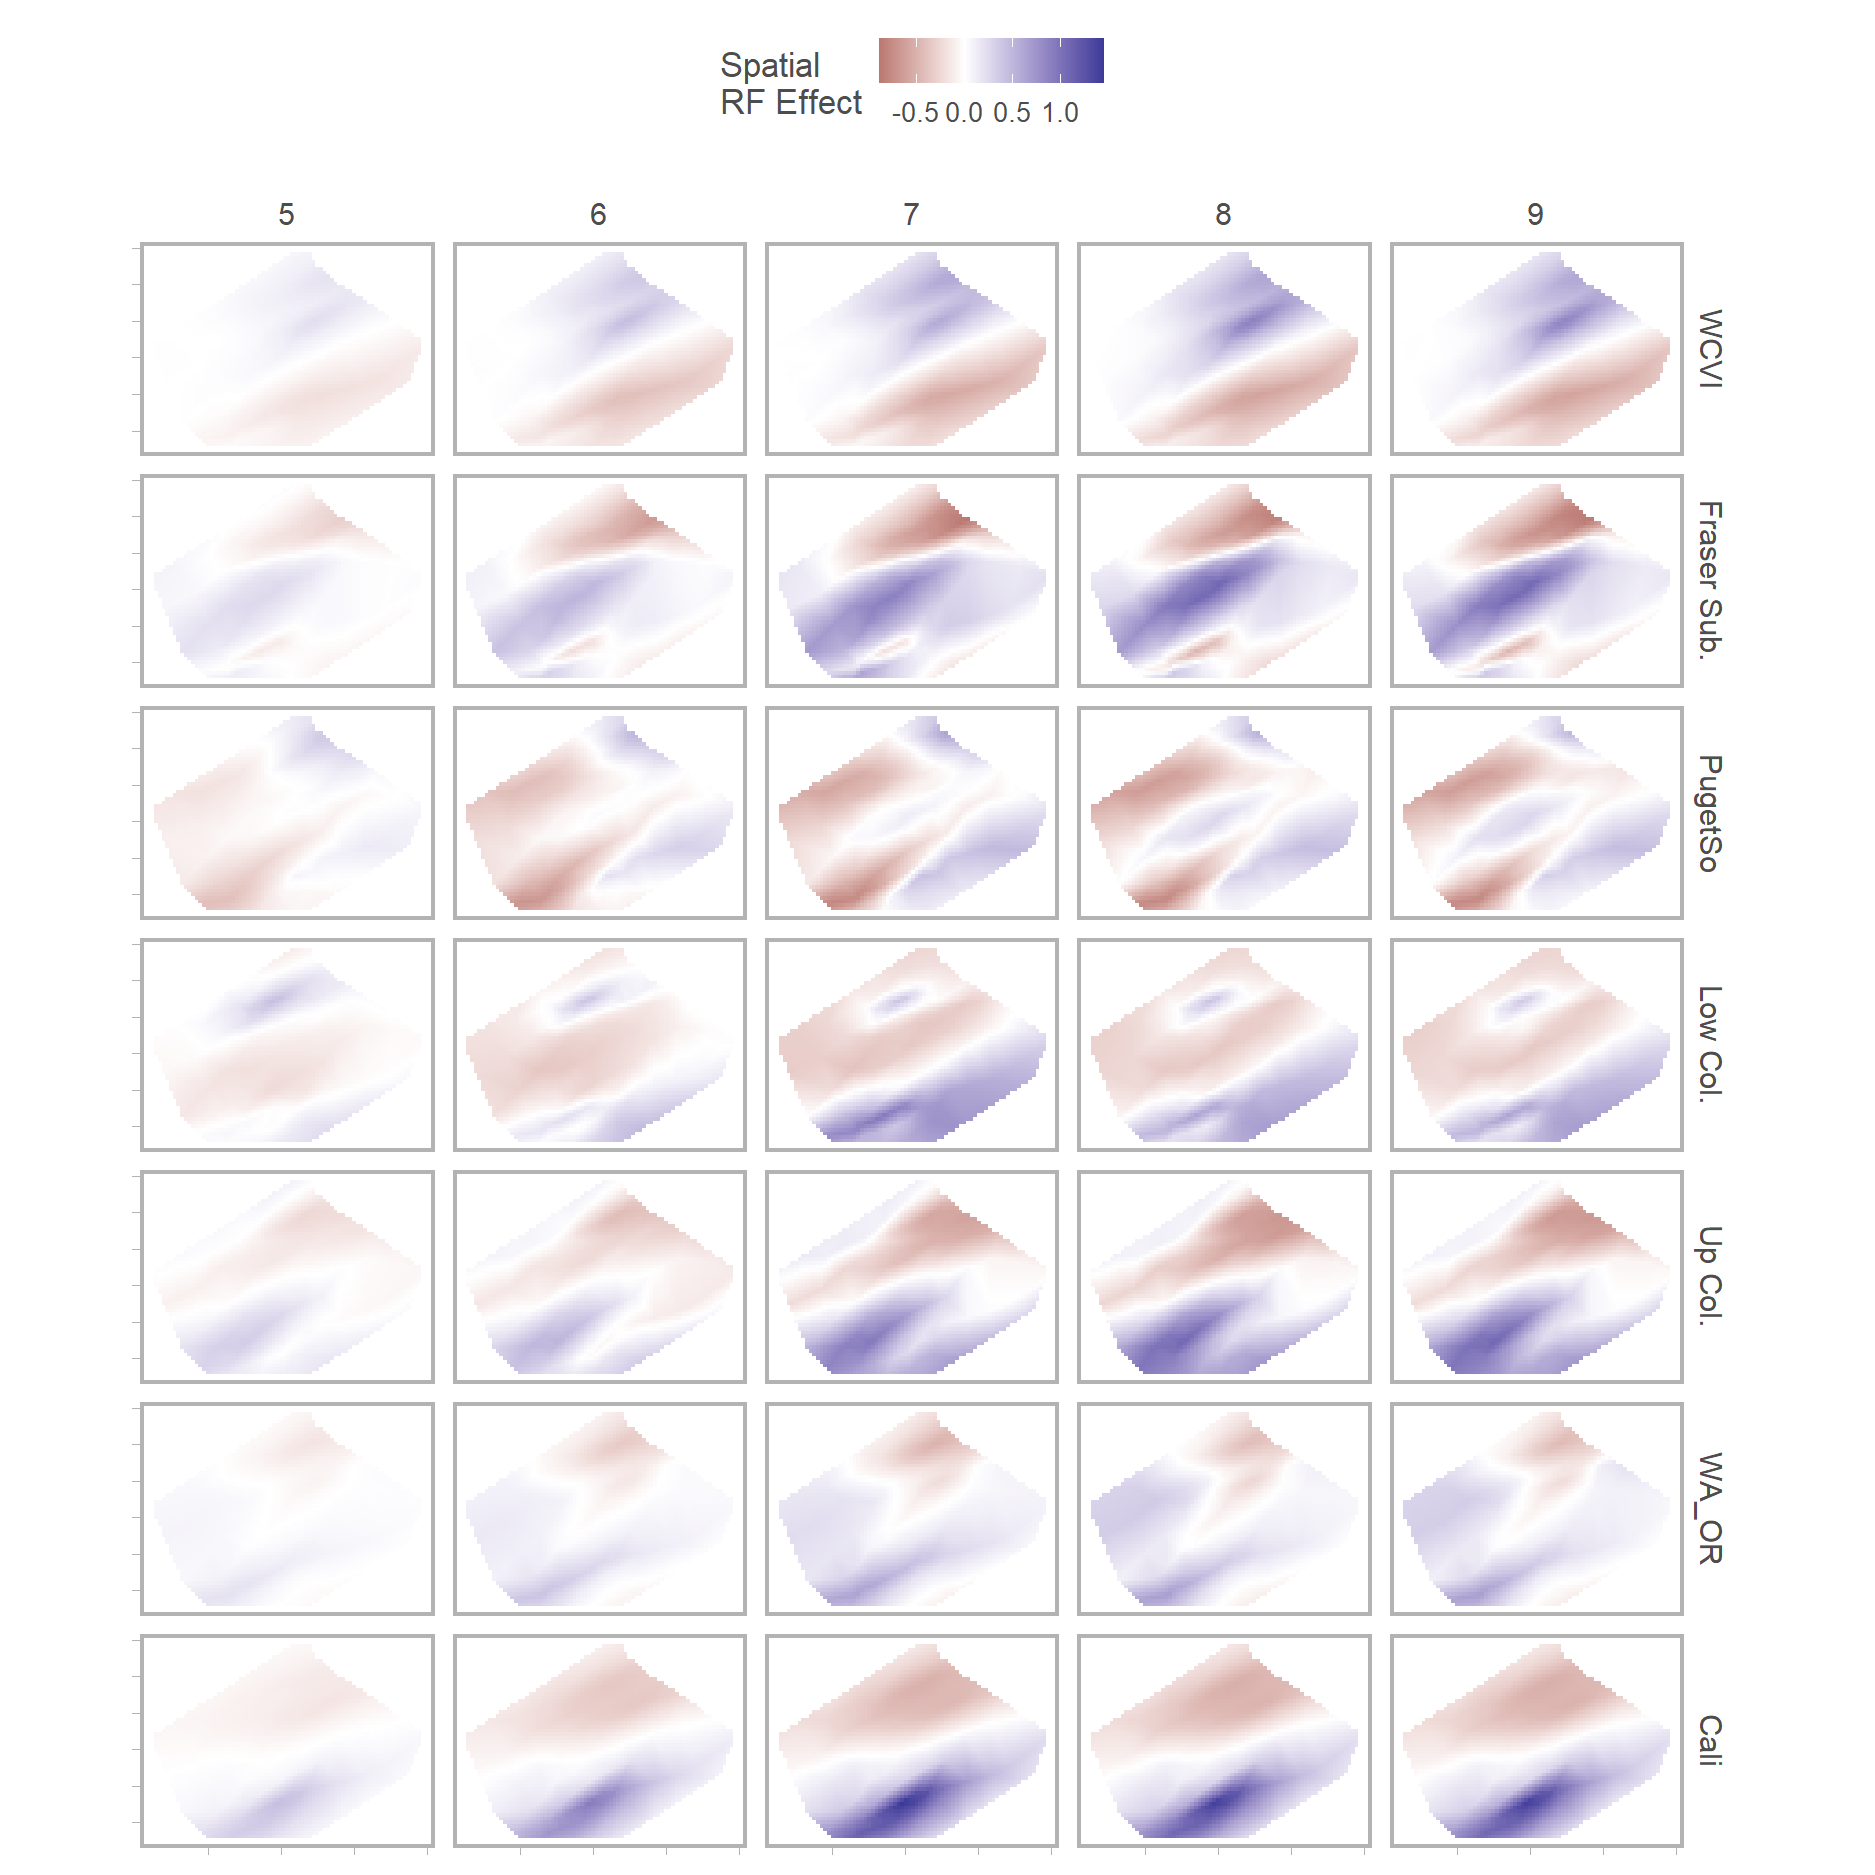 Spatial
RF Effect
-0.5 0.0 0.5 1.0
5 6 7 8 9
WCVI
Fraser Sub.
PugetSo
Low Col.
Up Col.
WA_OR
Cali